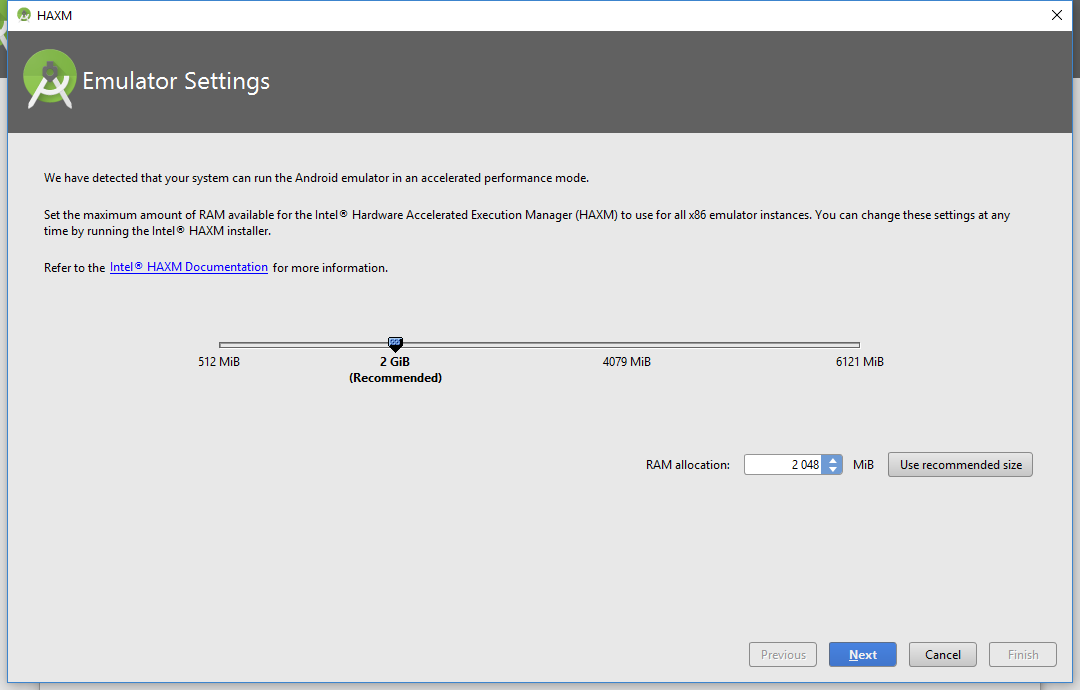 HAXM
Emulator Settings
We have detected that your system can run the Android emulator in an accelerated performance mode.
Set the maximum amount of RAM available for the Intel® Hardware Accelerated Execution Manager (HAXM) to use for all x86 emulator instances. You can change these settings at any
time by running the Intel® HAXM installer.
Refer to the Intel® HAXM Documentation for more information.
512 MiB 2 GiB 4079 MiB 6121 MiB
(Recommended)
RAM allocation: 2 048 MiB Use recommended size
Previous Next Cancel Finish